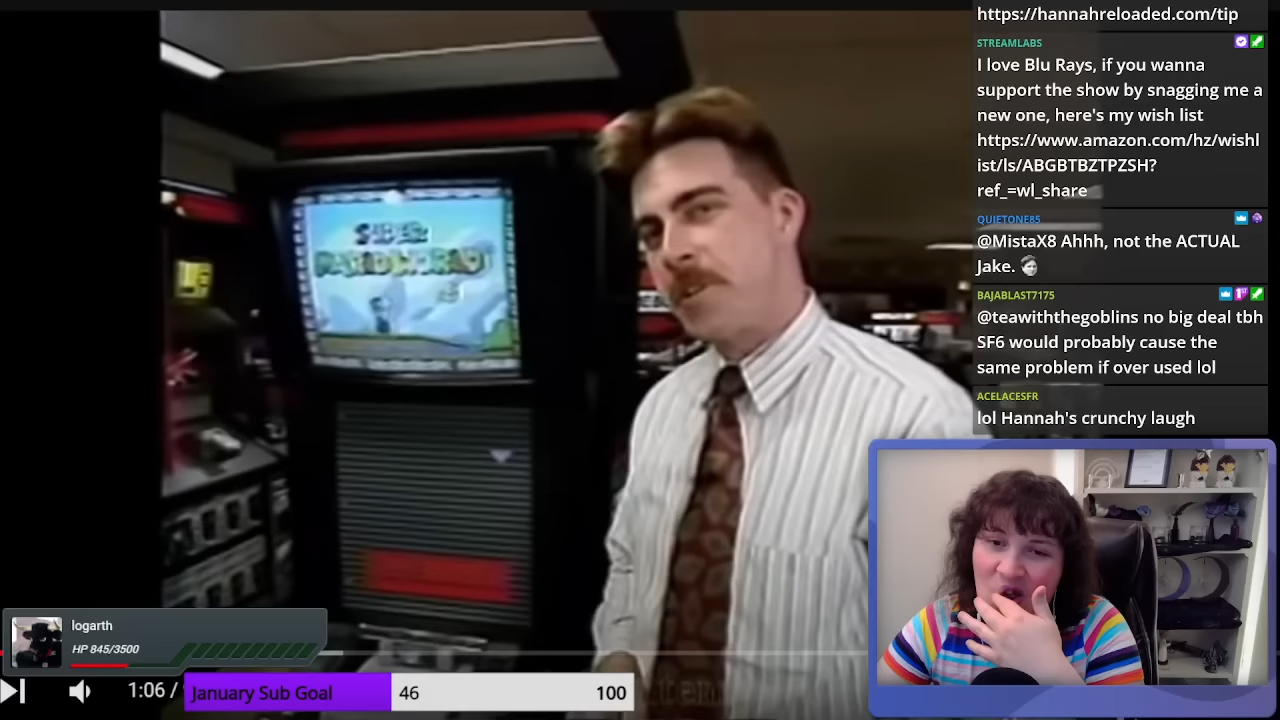 https://hannahreloaded.com/tip
STREAMLABS
I love Blu Rays, if you wanna
support the show by snagging me a
new one, here's my wish list
https://www.amazon.com/hz/wishl
ist/ls/ABGBTBZTPZSH?
ref_=wl_share
QUIETONE85
@MistaX8 Ahhh, not the ACTUAL
Jake.
BAJABLAST7175
@teawiththegoblins no big deal tbh
SF6 would probably cause the
same problem if over used lol
ACELACESFR
lol Hannah's crunchy laugh
SUPER
MARIO WORLD
logarth
HP 845/3500
1:06 /
January Sub Goal 46 100